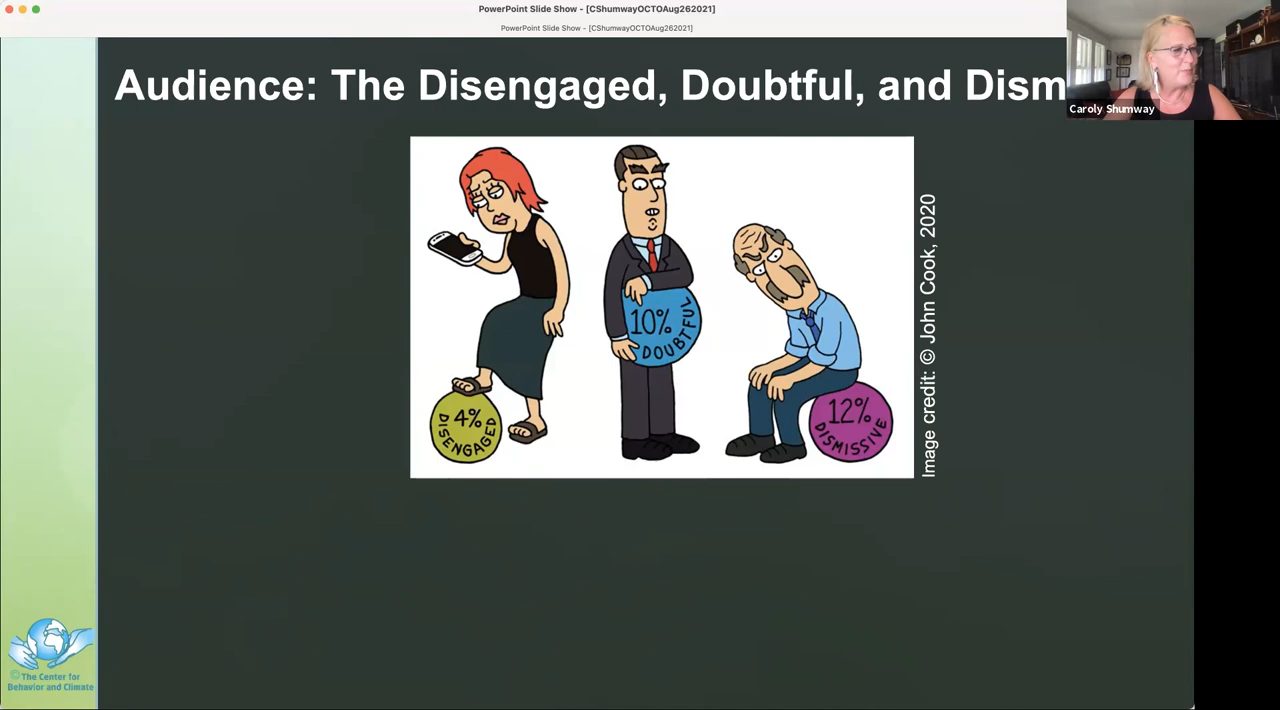 PowerPoint Slide Show - [CShumwayOCTOAug262021]
PowerPoint Slide Show - [CShumwayOCTOAug262021]
Audience: The Disengaged, Doubtful, and Dism
Caroly Shumway
4%
DISENGAGED
10%
DOUBTFUL
12%
DISMISSIVE
Image credit: © John Cook, 2020
©The Center for
Behavior and Climate